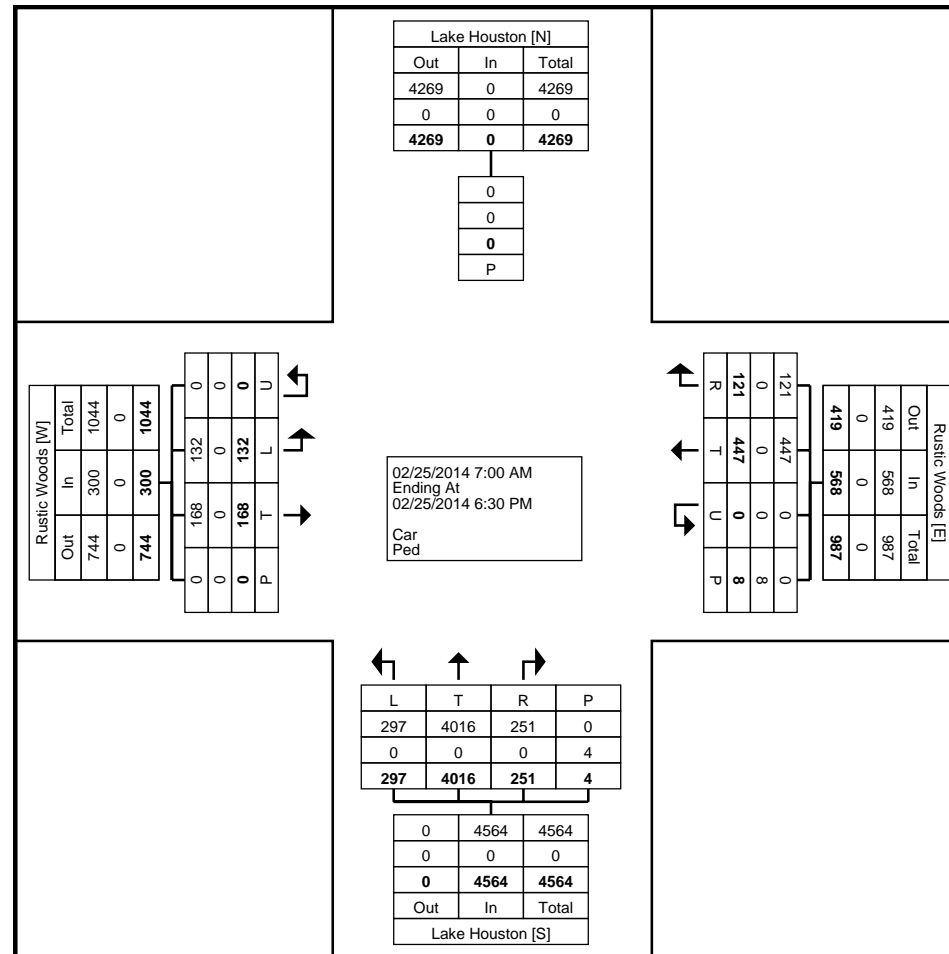 Lake Houston [N]
Out In Total
4269 0 4269
0 0 0
4269 0 4269
0
0
0
P
Rustic Woods [W]
Total In Out
1044 300 744
0 0 0
1044 300 744
0 132 168 0
0 0 0 0
0 132 168 0
U L T P
02/25/2014 7:00 AM
Ending At
02/25/2014 6:30 PM
Car
Ped
R T U P
121 447 0 8
0 0 0 8
121 447 0 0
419 568 987
0 0 0
419 568 987
Out In Total
Rustic Woods [E]
L T R P
297 4016 251 0
0 0 0 4
297 4016 251 4
0 4564 4564
0 0 0
0 4564 4564
Out In Total
Lake Houston [S]